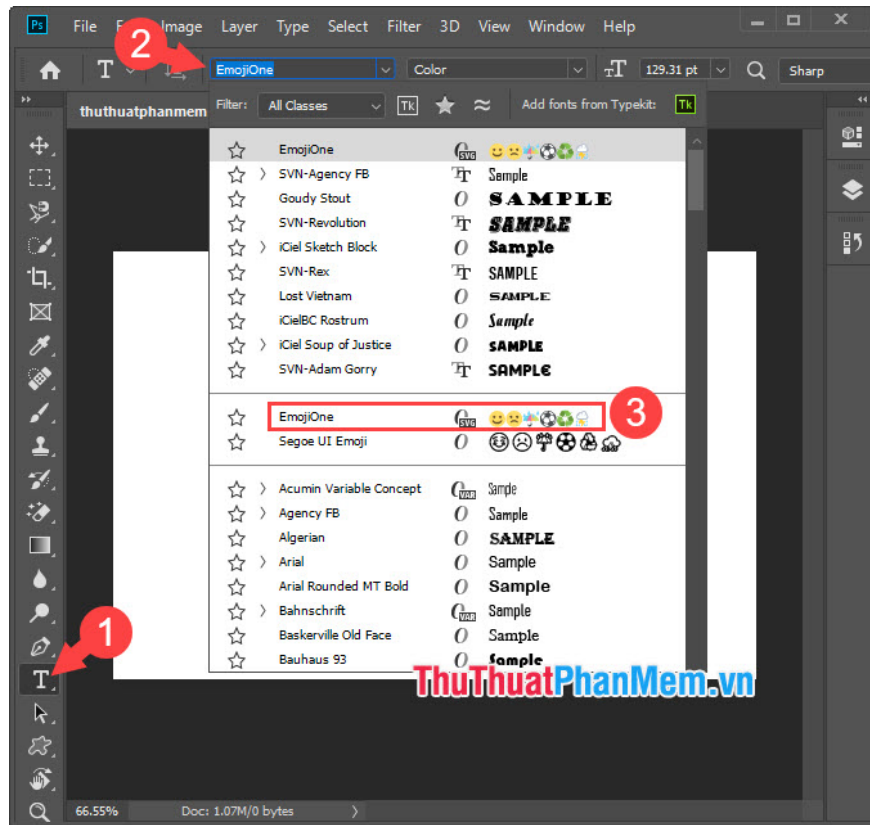 Ps File Image Layer Type Select Filter 3D View Window Help
2
T EmojiOne Color 129.31 pt Sharp
thuthuatphanmem Filter: All Classes Tk Add fonts from Typekit: Tk
EmojiOne SVG
SVN-Agency FB Sample
Goudy Stout SAMPLE
SVN-Revolution SAMPLE
iCiel Sketch Block Sample
SVN-Rex SAMPLE
Lost Vietnam SAMPLE
iCielBC Rostrum Sample
iCiel Soup of Justice SAMPLE
SVN-Adam Gorry SAMPLE
EmojiOne SVG 3
Segoe UI Emoji
Acumin Variable Concept VAR Sample
Agency FB Sample
Algerian SAMPLE
Arial Sample
Arial Rounded MT Bold Sample
Bahnschrift VAR Sample
1
Baskerville Old Face Sample
Bauhaus 93 Sample
T
ThuThuatPhanMem.vn
66.55% Doc: 1.07M/0 bytes